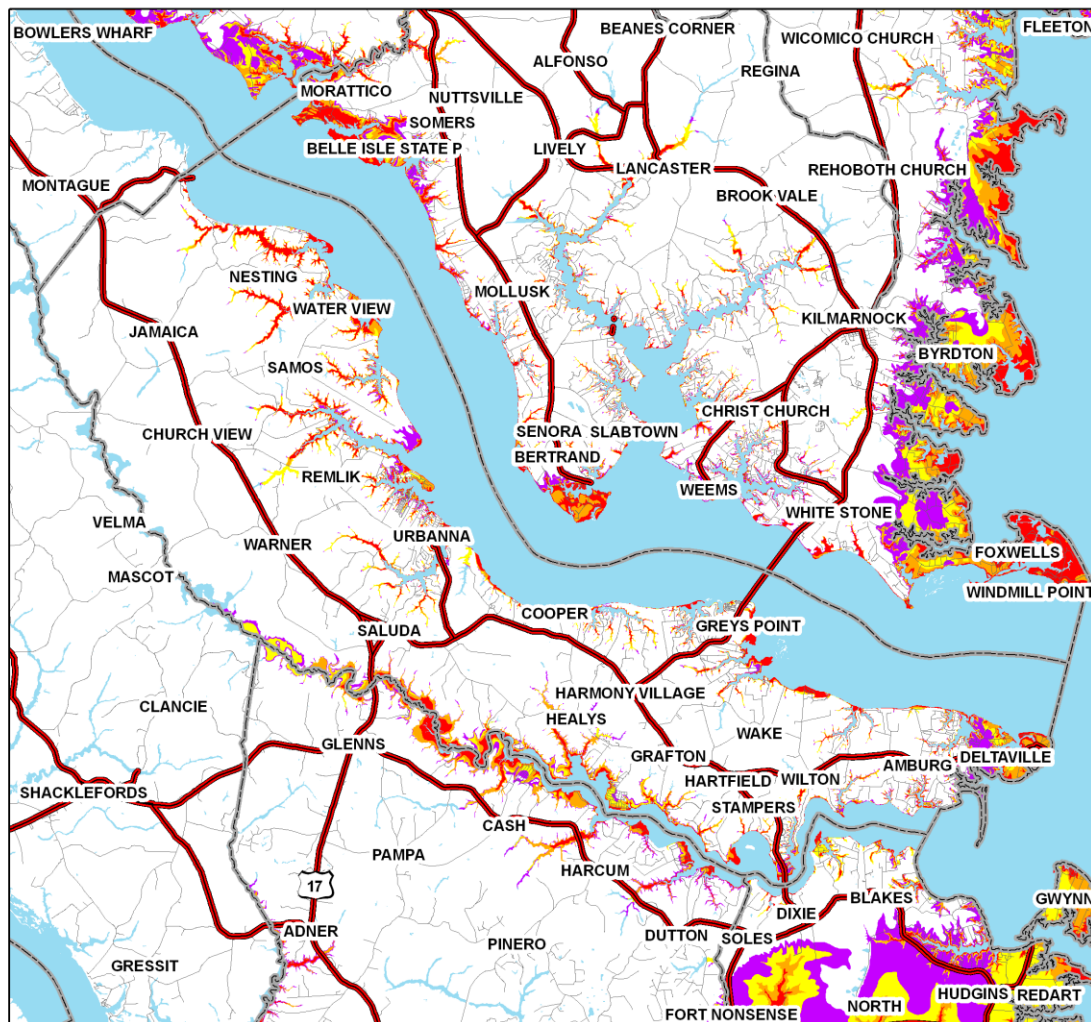 BOWLERS WHARF
BEANES CORNER
WICOMICO CHURCH
FLEETON
ALFONSO
REGINA
MORATTICO
NUTTSVILLE
SOMERS
BELLE ISLE STATE P
LIVELY
LANCASTER
REHOBOTH CHURCH
MONTAGUE
BROOK VALE
NESTING
MOLLUSK
WATER VIEW
KILMARNOCK
JAMAICA
BYRDTON
SAMOS
CHRIST CHURCH
CHURCH VIEW
SENORA
SLABTOWN
BERTRAND
REMLIK
WEEMS
WHITE STONE
VELMA
URBANNA
WARNER
FOXWELLS
MASCOT
WINDMILL POINT
COOPER
GREYS POINT
SALUDA
HARMONY VILLAGE
CLANCIE
HEALYS
WAKE
GLENNS
GRAFTON
DELTAVILLE
AMBURG
HARTFIELD
WILTON
SHACKLEFORDS
STAMPERS
CASH
PAMPA
HARCUM
17
BLAKES
GWYNN
DIXIE
ADNER
DUTTON
SOLES
PINERO
GRESSIT
HUDGINS
REDART
NORTH
FORT NONSENSE